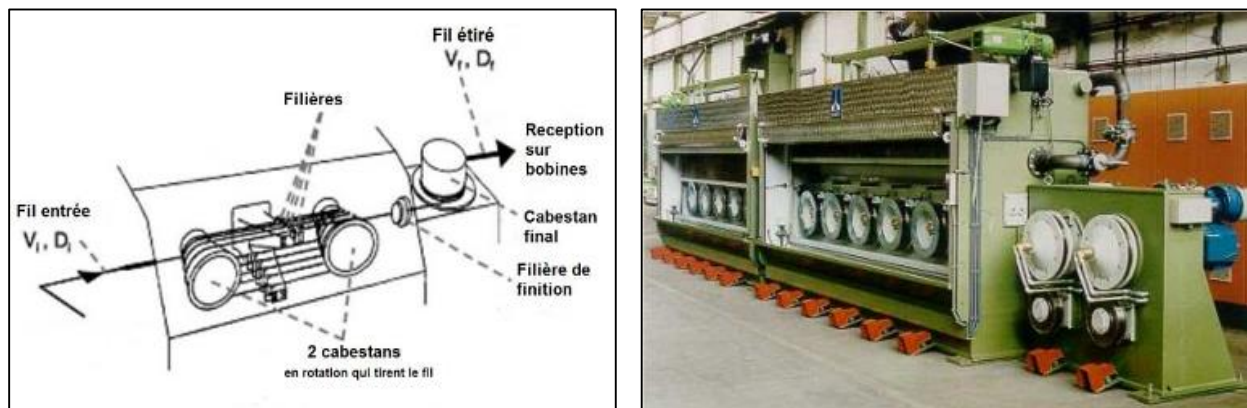 Fil étiré
Vf , Df
Filières
Reception
sur
bobines
Fil entrée
Vi , Di
Cabestan
final
Filière de
finition
2 cabestans
en rotation qui tirent le fil